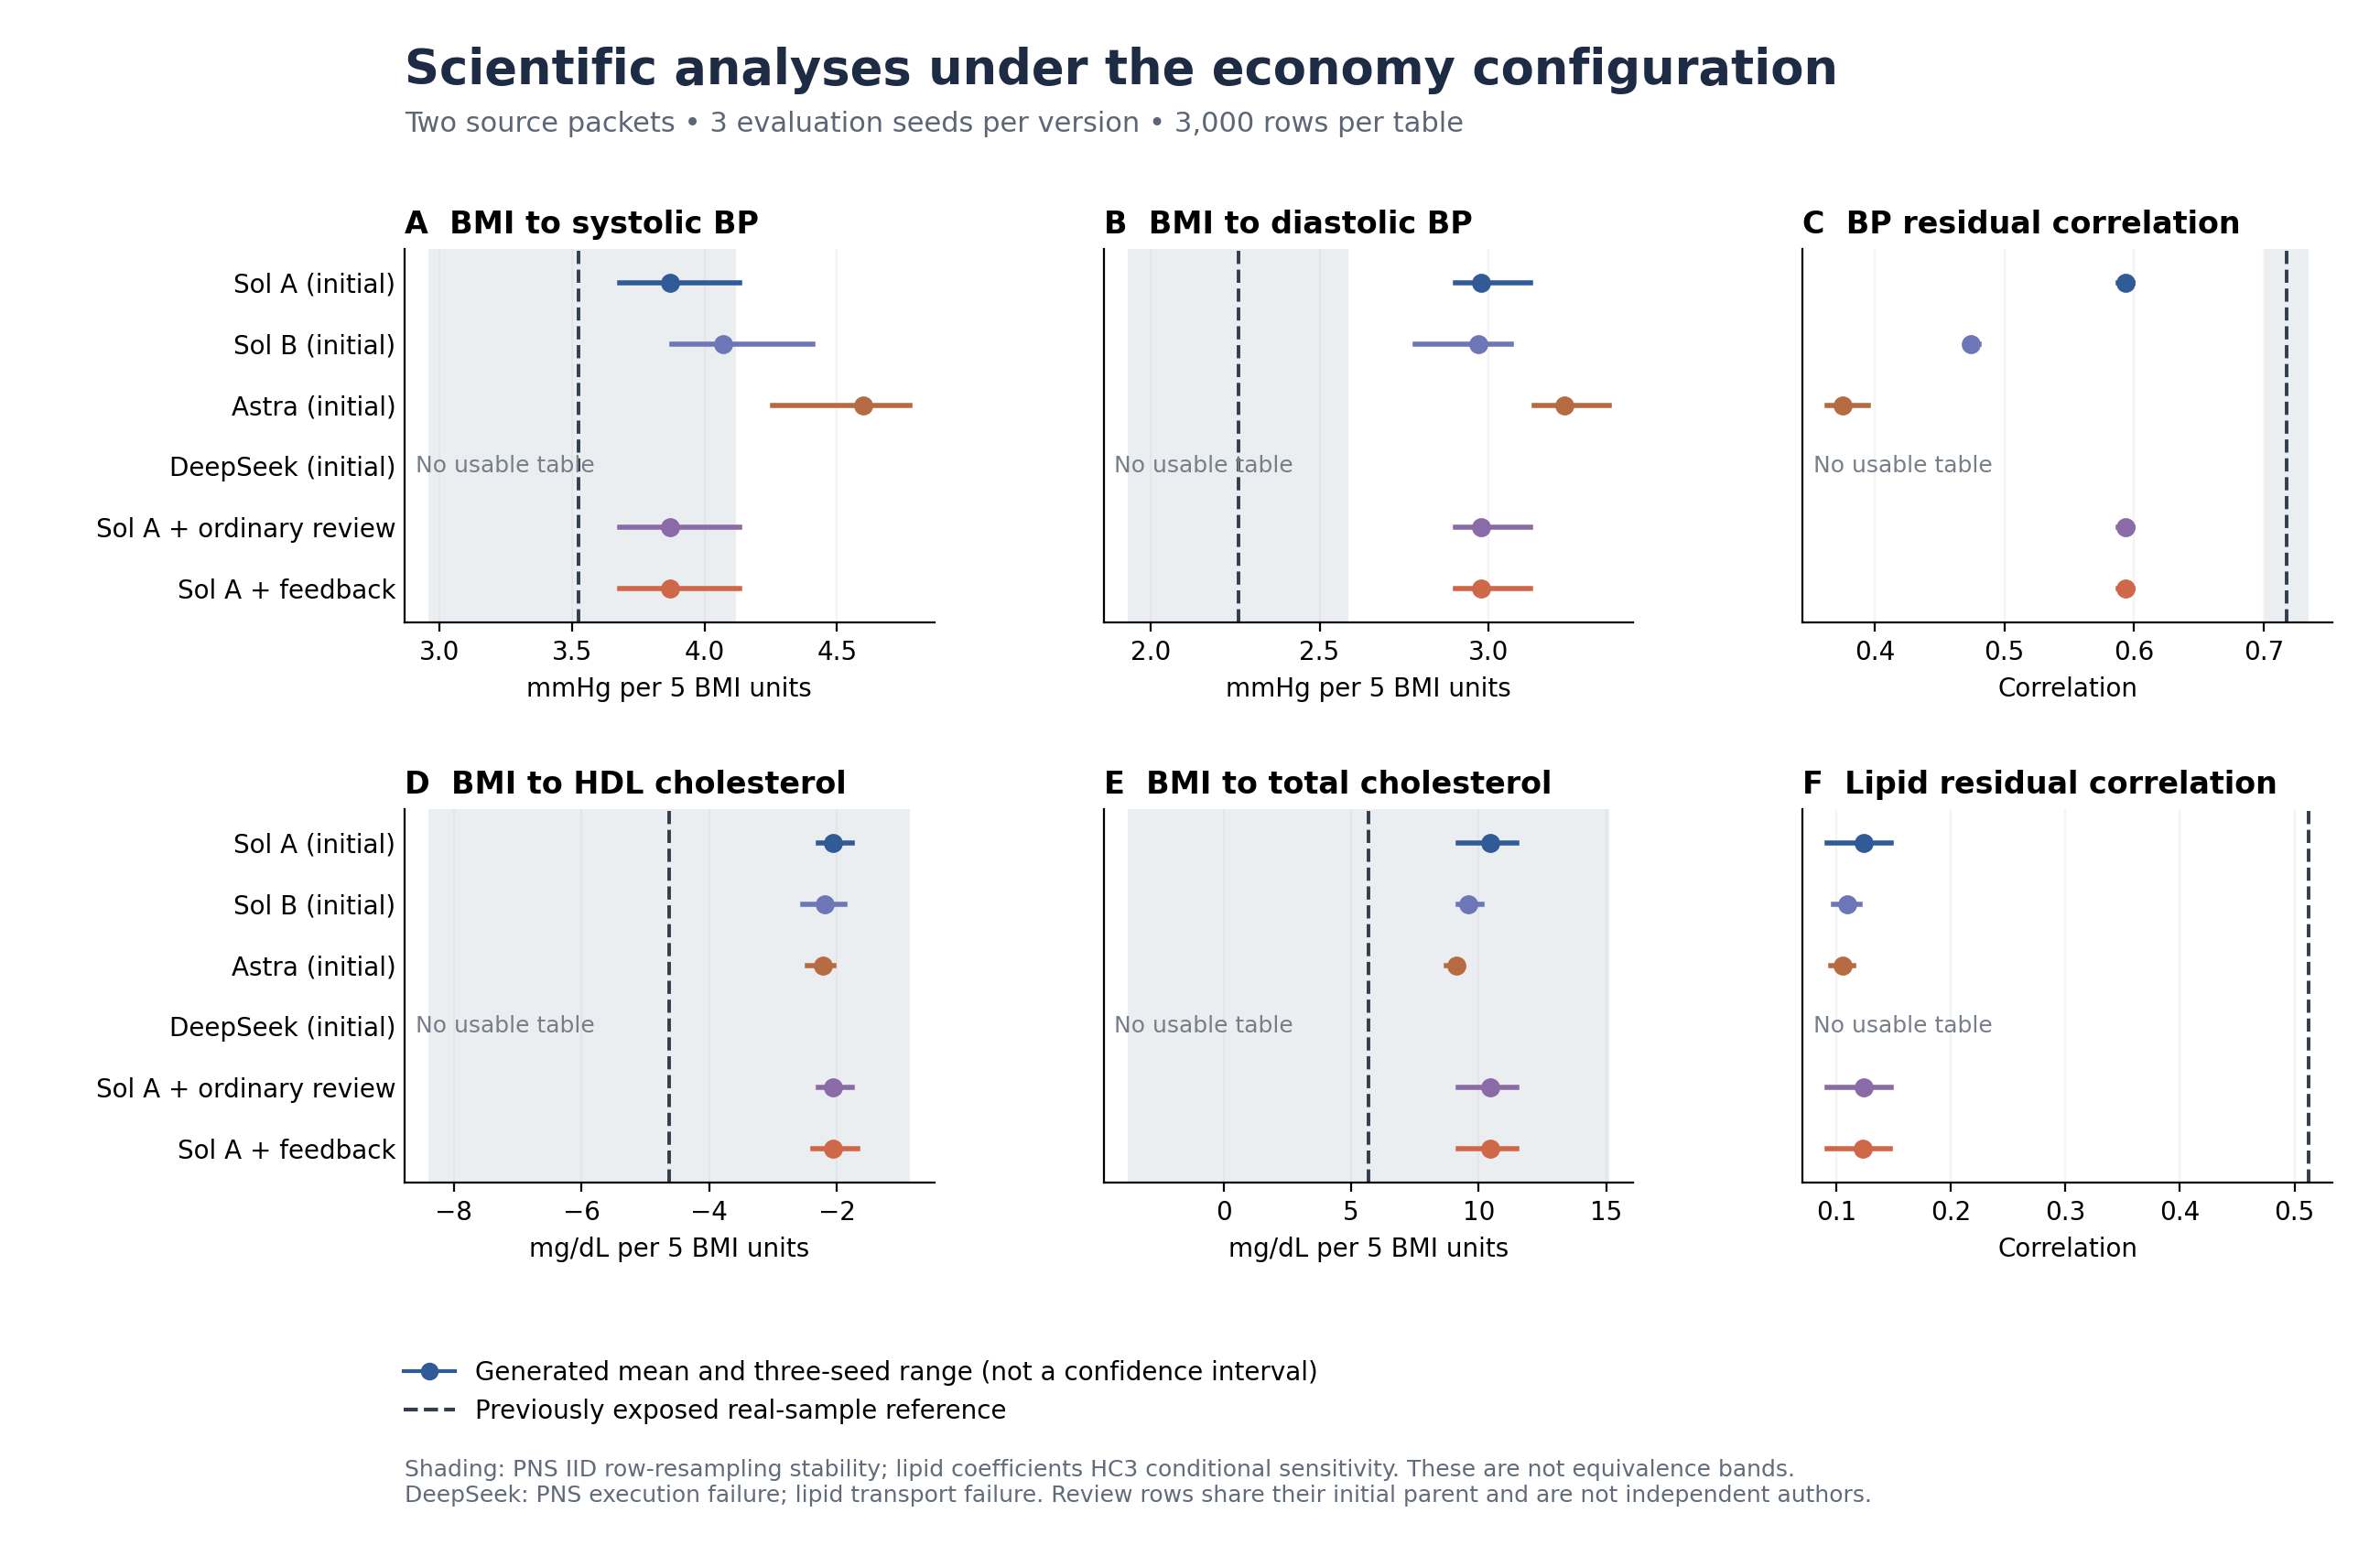 Scientific analyses under the economy configuration
Two source packets • 3 evaluation seeds per version • 3,000 rows per table
A BMI to systolic BP
Sol A (initial)
Sol B (initial)
Astra (initial)
DeepSeek (initial)
Sol A + ordinary review
Sol A + feedback
No usable table
3.0 3.5 4.0 4.5
mmHg per 5 BMI units
B BMI to diastolic BP
No usable table
2.0 2.5 3.0
mmHg per 5 BMI units
C BP residual correlation
No usable table
0.4 0.5 0.6 0.7
Correlation
D BMI to HDL cholesterol
Sol A (initial)
Sol B (initial)
Astra (initial)
DeepSeek (initial)
Sol A + ordinary review
Sol A + feedback
No usable table
−8 −6 −4 −2
mg/dL per 5 BMI units
E BMI to total cholesterol
No usable table
0 5 10 15
mg/dL per 5 BMI units
F Lipid residual correlation
No usable table
0.1 0.2 0.3 0.4 0.5
Correlation
Generated mean and three-seed range (not a confidence interval)
Previously exposed real-sample reference
Shading: PNS IID row-resampling stability; lipid coefficients HC3 conditional sensitivity. These are not equivalence bands.
DeepSeek: PNS execution failure; lipid transport failure. Review rows share their initial parent and are not independent authors.